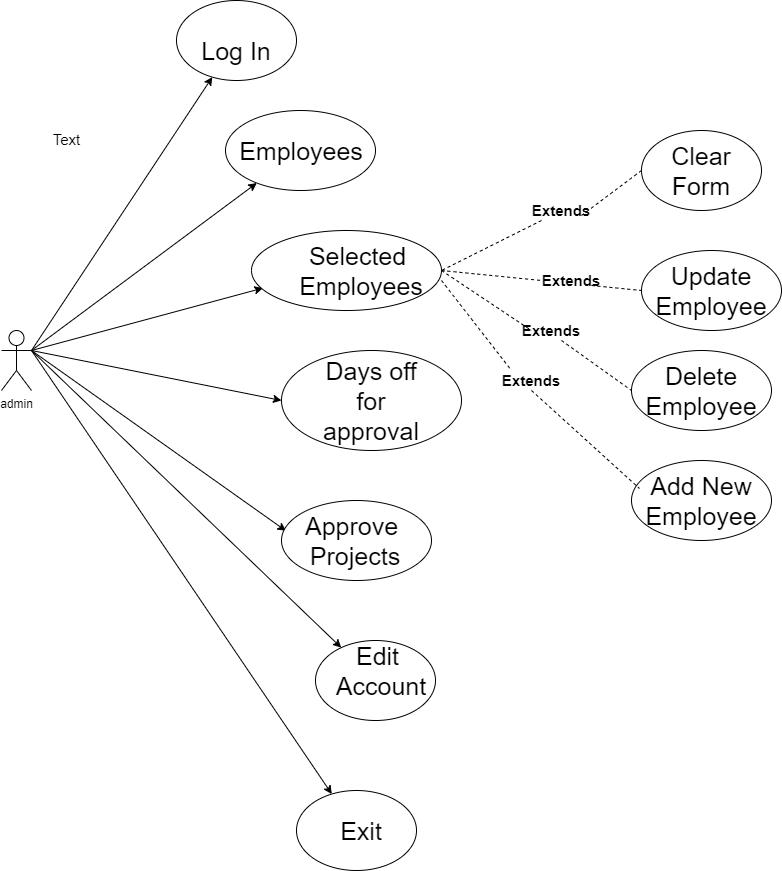 Log In
Text
Employees
Clear
Form
Extends
Selected
Employees
Extends
Update
Employee
Extends
admin
Days off
for
approval
Extends
Delete
Employee
Add New
Employee
Approve
Projects
Edit
Account
Exit